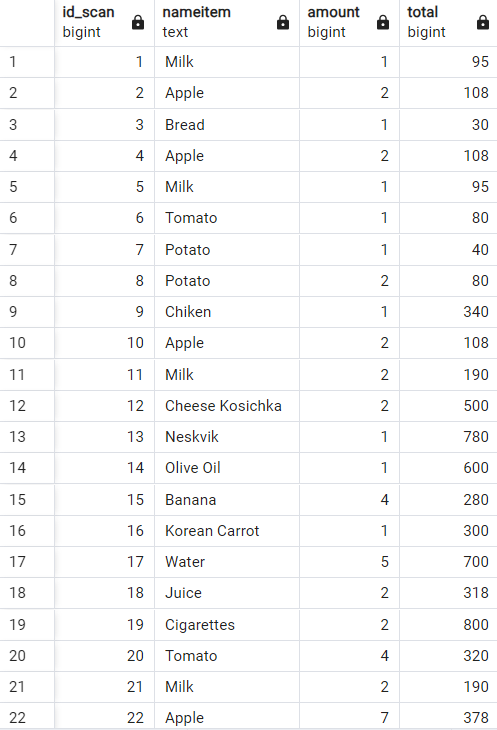 id_scan nameitem amount total
bigint text bigint bigint
1 1 Milk 1 95
2 2 Apple 2 108
3 3 Bread 1 30
4 4 Apple 2 108
5 5 Milk 1 95
6 6 Tomato 1 80
7 7 Potato 1 40
8 8 Potato 2 80
9 9 Chiken 1 340
10 10 Apple 2 108
11 11 Milk 2 190
12 12 Cheese Kosichka 2 500
13 13 Neskvik 1 780
14 14 Olive Oil 1 600
15 15 Banana 4 280
16 16 Korean Carrot 1 300
17 17 Water 5 700
18 18 Juice 2 318
19 19 Cigarettes 2 800
20 20 Tomato 4 320
21 21 Milk 2 190
22 22 Apple 7 378